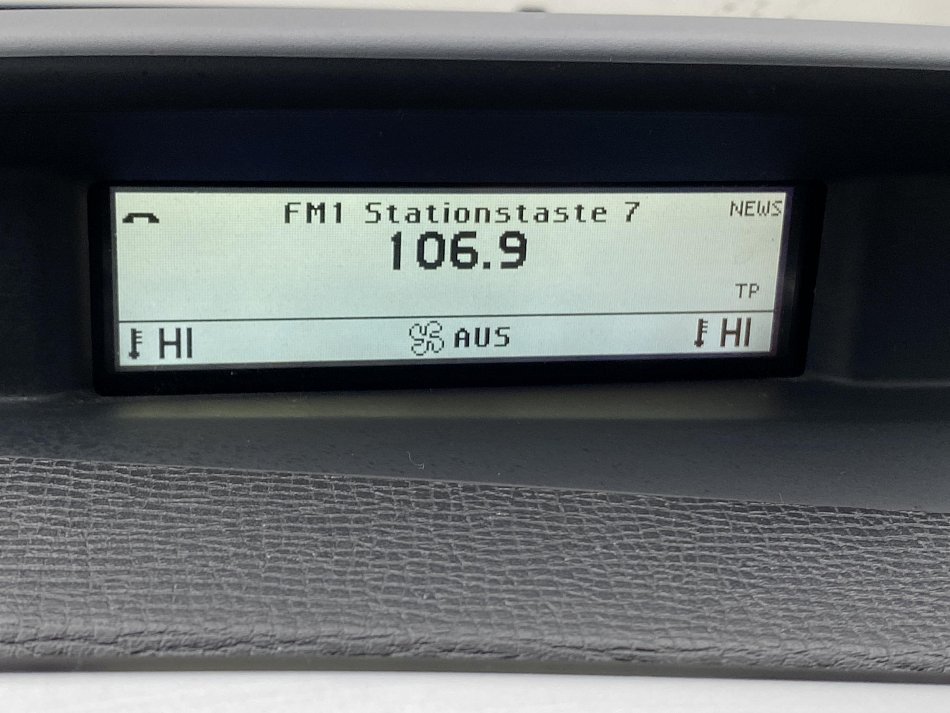 FM1 Stationstaste 7 NEWS
106.9
TP
HI AUS HI